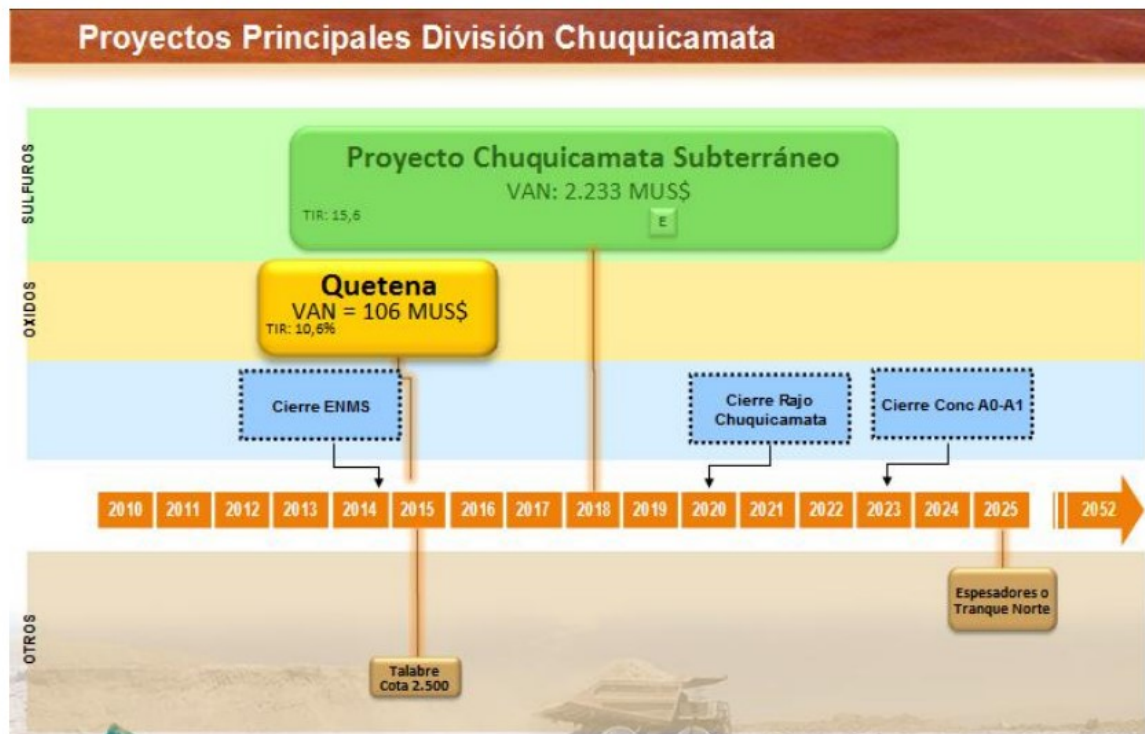 Proyectos Principales División Chuquicamata
SULFUROS
Proyecto Chuquicamata Subterráneo
VAN: 2.233 MUS$
TIR: 15,6
E
OXIDOS
Quetena
VAN = 106 MUS$
TIR: 10,6%
Cierre ENMS
Cierre Rajo
Chuquicamata
Cierre Conc A0-A1
2010 2011 2012 2013 2014 2015 2016 2017 2018 2019 2020 2021 2022 2023 2024 2025 2052
OTROS
Espesadores o
Tranque Norte
Talabre
Cota 2.500